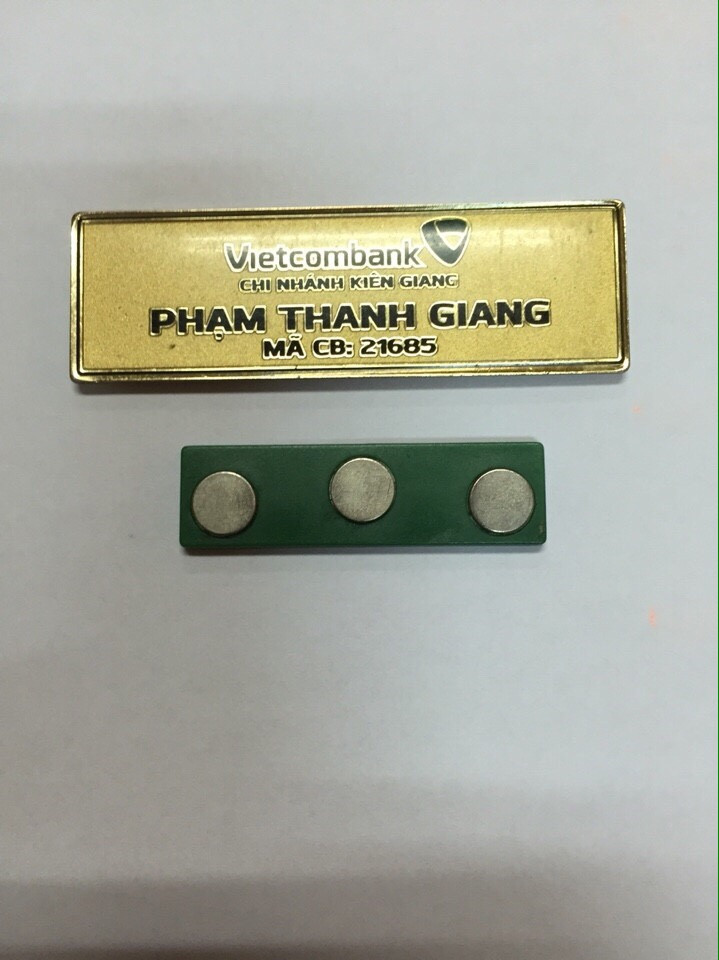 Vietcombank
CHI NHÁNH KIÊN GIANG
PHẠM THANH GIANG
MÃ CB: 21685